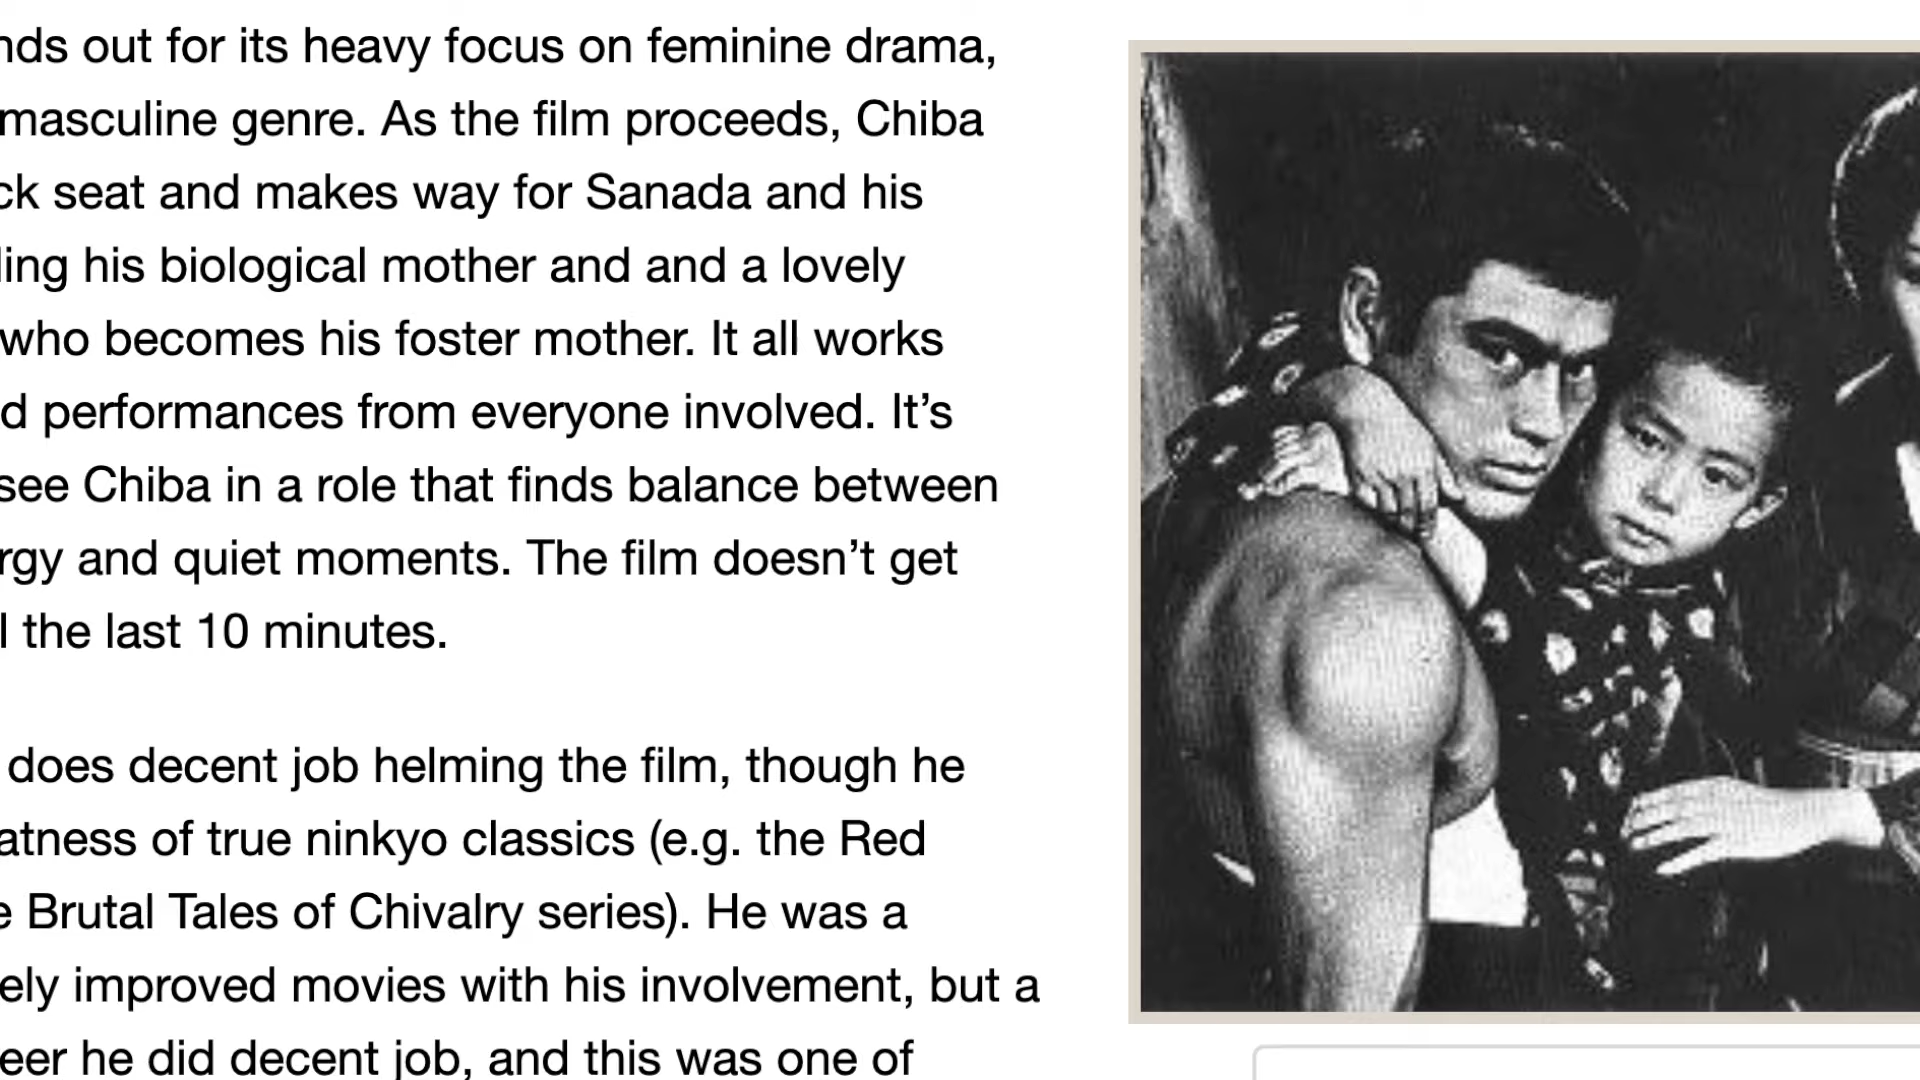 nds out for its heavy focus on feminine drama,
masculine genre. As the film proceeds, Chiba
ck seat and makes way for Sanada and his
ling his biological mother and and a lovely
who becomes his foster mother. It all works
d performances from everyone involved. It’s
see Chiba in a role that finds balance between
rgy and quiet moments. The film doesn’t get
l the last 10 minutes.
does decent job helming the film, though he
atness of true ninkyo classics (e.g. the Red
e Brutal Tales of Chivalry series). He was a
ely improved movies with his involvement, but a
eer he did decent job, and this was one of